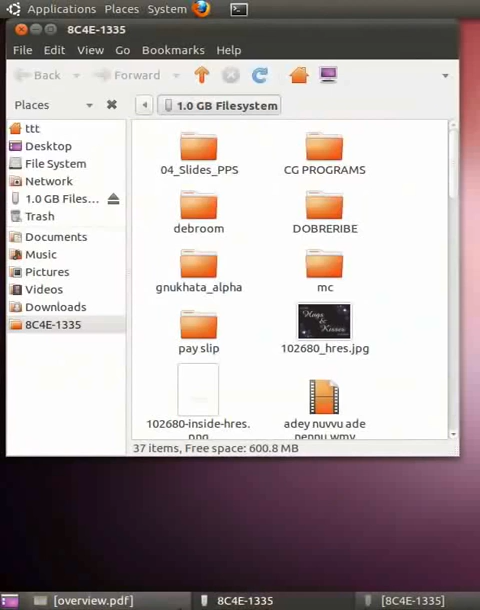 Applications Places System
8C4E-1335
File Edit View Go Bookmarks Help
Back Forward
Places 1.0 GB Filesystem
ttt
Desktop
File System
Network
1.0 GB Files...
Trash
Documents
Music
Pictures
Videos
Downloads
8C4E-1335
04_Slides_PPS CG PROGRAMS
debroom DOBRERIBE
gnukhata_alpha mc
pay slip 102680_hres.jpg
102680-inside-hres.
png
adey nuvvu ade
nennu.wmv
37 items, Free space: 600.8 MB
[overview.pdf] 8C4E-1335 [8C4E-1335]